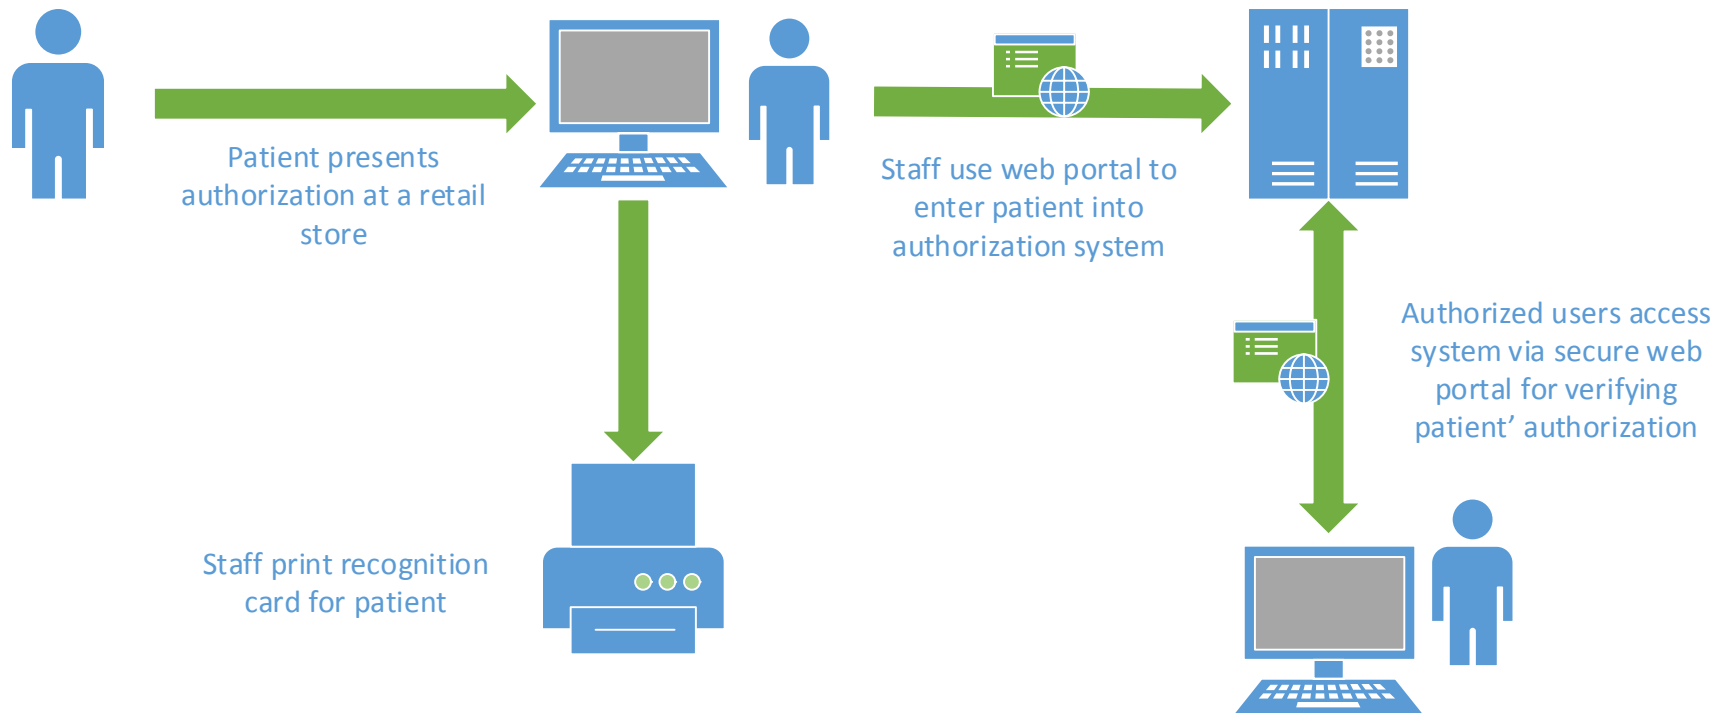 Patient presents
authorization at a retail
store
Staff use web portal to
enter patient into
authorization system
Authorized users access
system via secure web
portal for verifying
patient’ authorization
Staff print recognition
card for patient